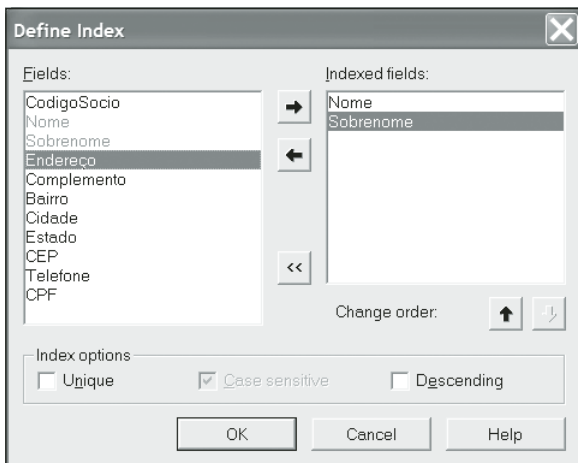 Define Index
Fields:
CodigoSocio
Nome
Sobrenome
Endereço
Complemento
Bairro
Cidade
Estado
CEP
Telefone
CPF
<<
Indexed fields:
Nome
Sobrenome
Change order:
Index options
Unique
Case sensitive
Descending
OK
Cancel
Help